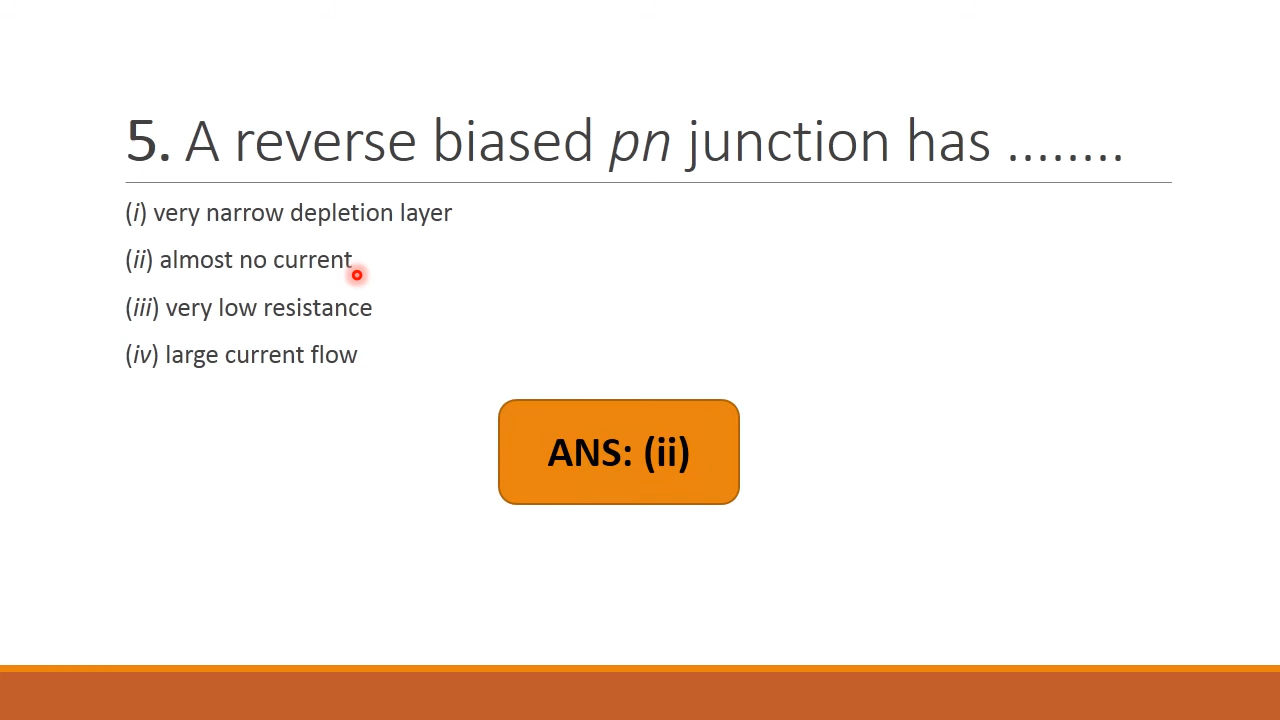 5. A reverse biased pn junction has ........
(i) very narrow depletion layer
(ii) almost no current
(iii) very low resistance
(iv) large current flow
ANS: (ii)